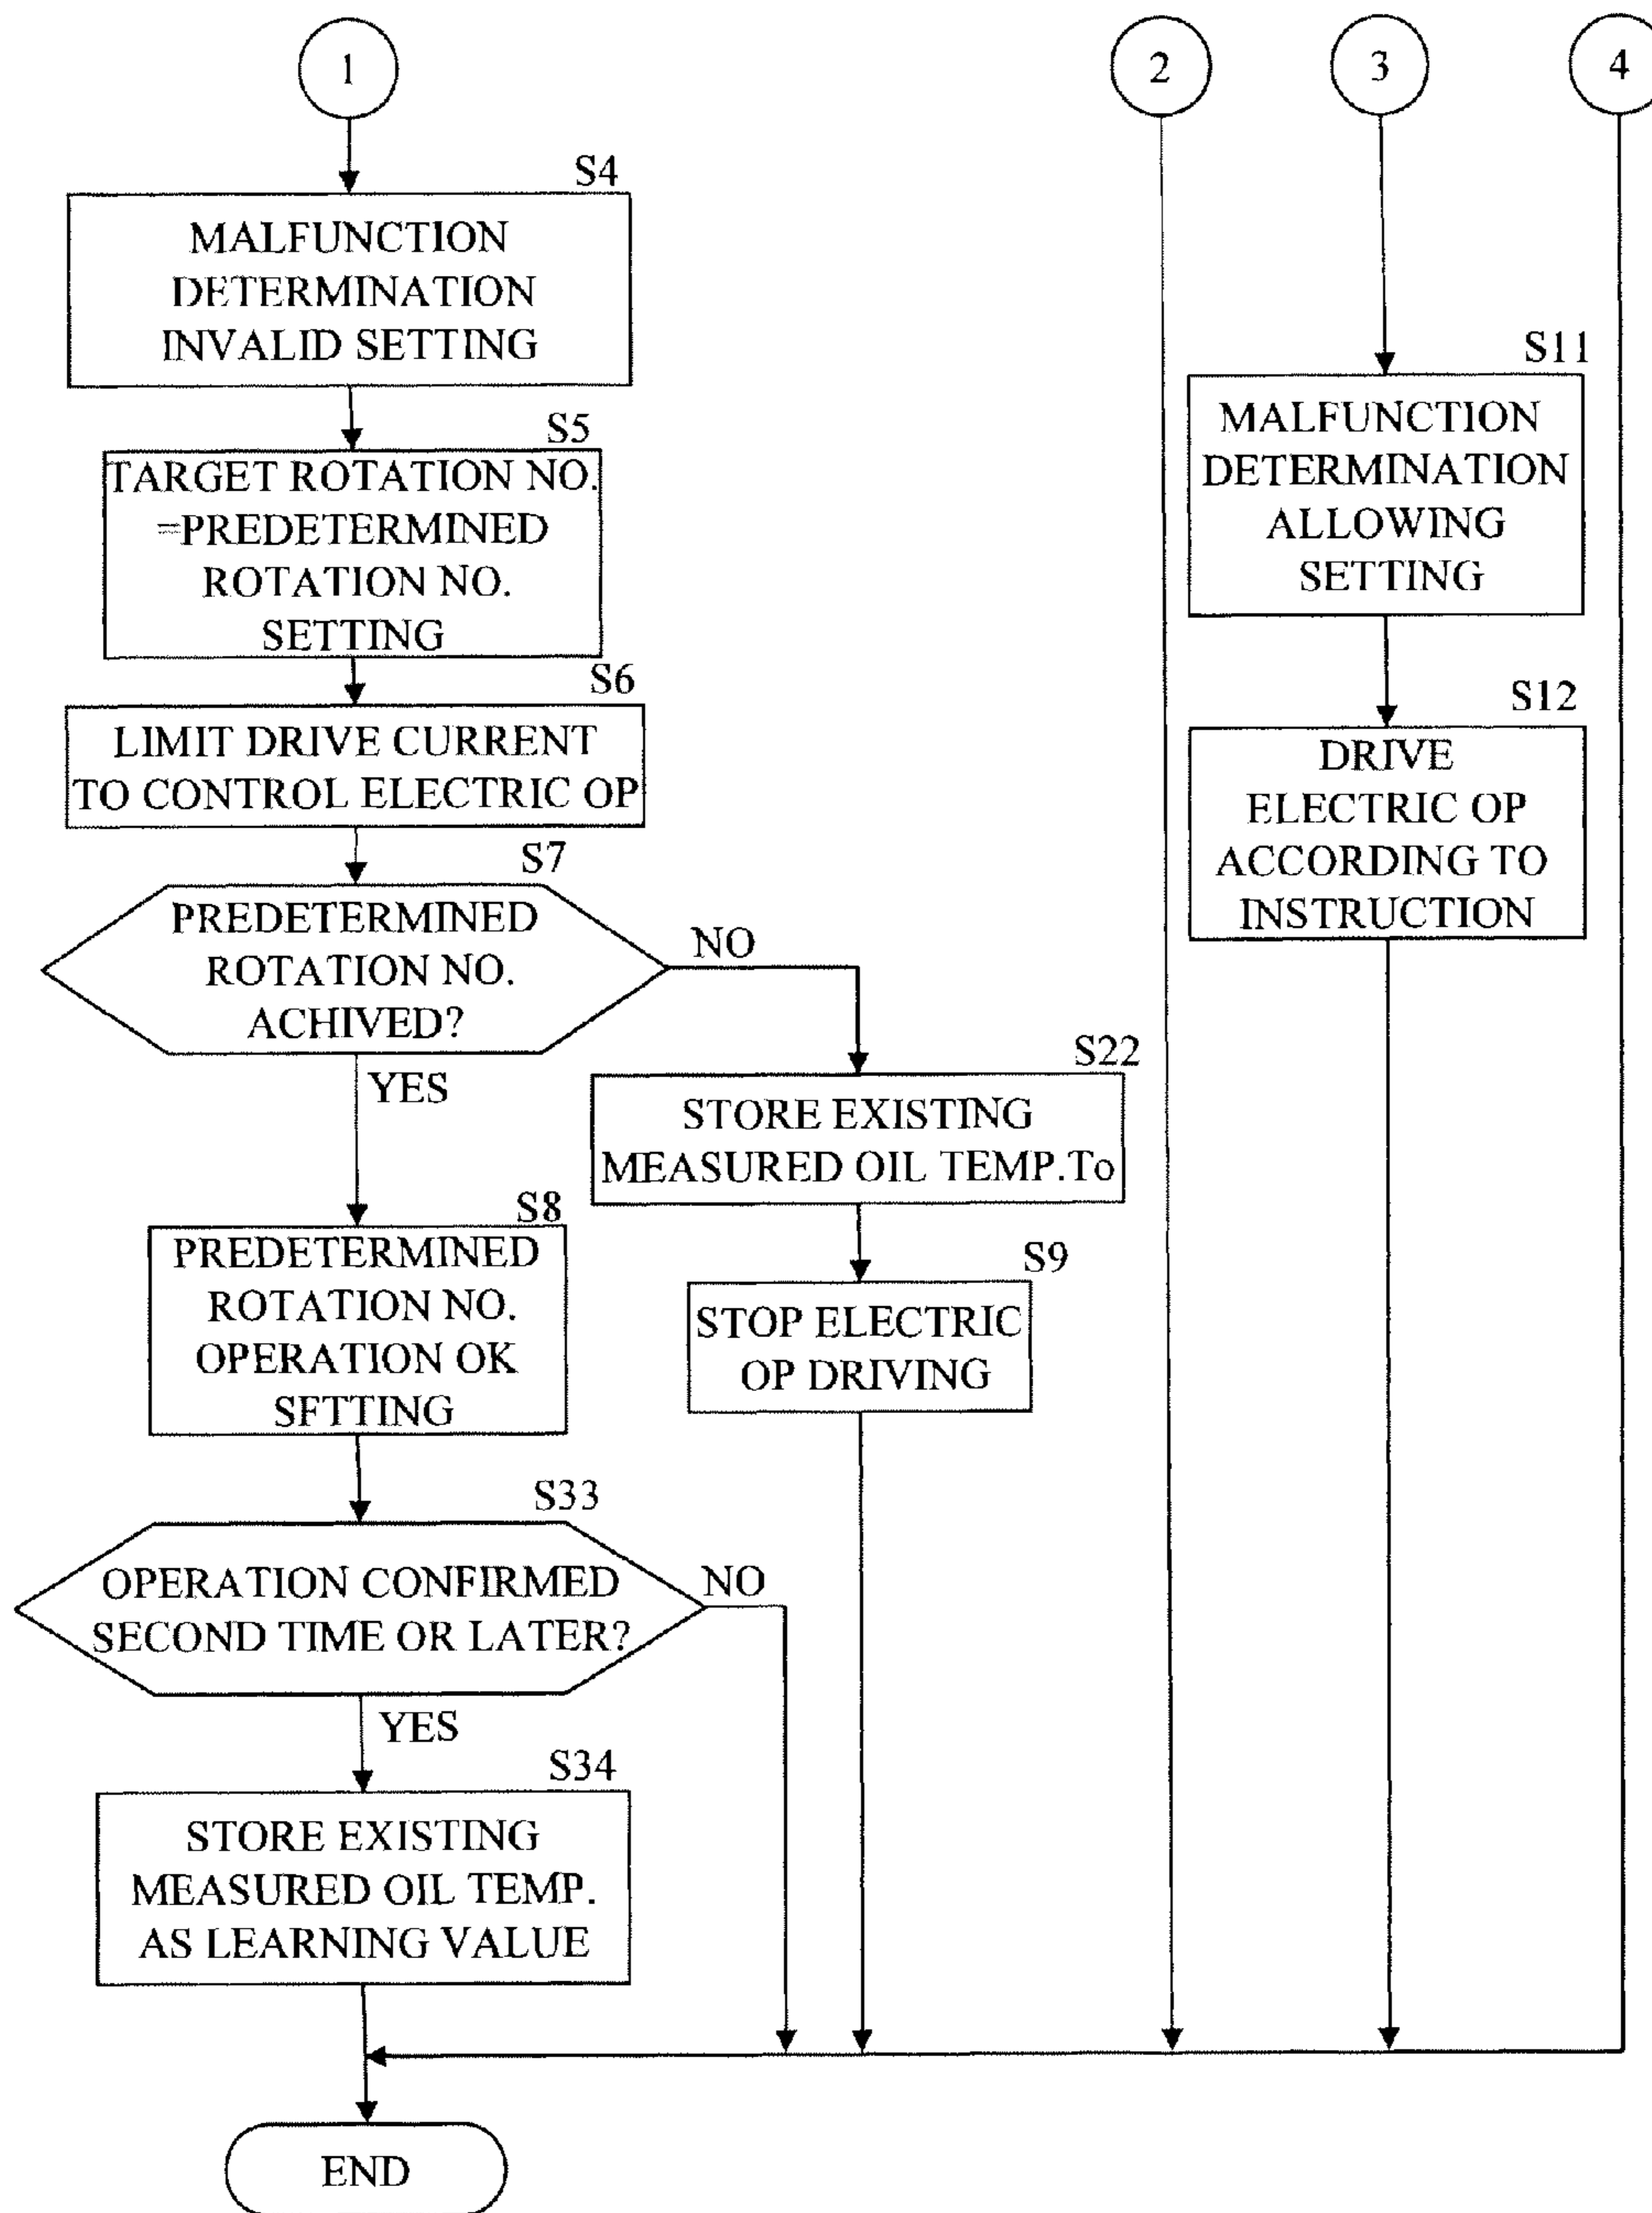 1
2
3
4
S4
MALFUNCTION
DETERMINATION
INVALID SETTING
S5
TARGET ROTATION NO.
=PREDETERMINED
ROTATION NO.
SETTING
S6
LIMIT DRIVE CURRENT
TO CONTROL ELECTRIC OP
S7
PREDETERMINED
ROTATION NO.
ACHIVED?
NO
YES
S22
STORE EXISTING
MEASURED OIL TEMP.To
S9
STOP ELECTRIC
OP DRIVING
S8
PREDETERMINED
ROTATION NO.
OPERATION OK
SFTTING
S33
OPERATION CONFIRMED
SECOND TIME OR LATER?
NO
YES
S34
STORE EXISTING
MEASURED OIL TEMP.
AS LEARNING VALUE
S11
MALFUNCTION
DETERMINATION
ALLOWING
SETTING
S12
DRIVE
ELECTRIC OP
ACCORDING TO
INSTRUCTION
END